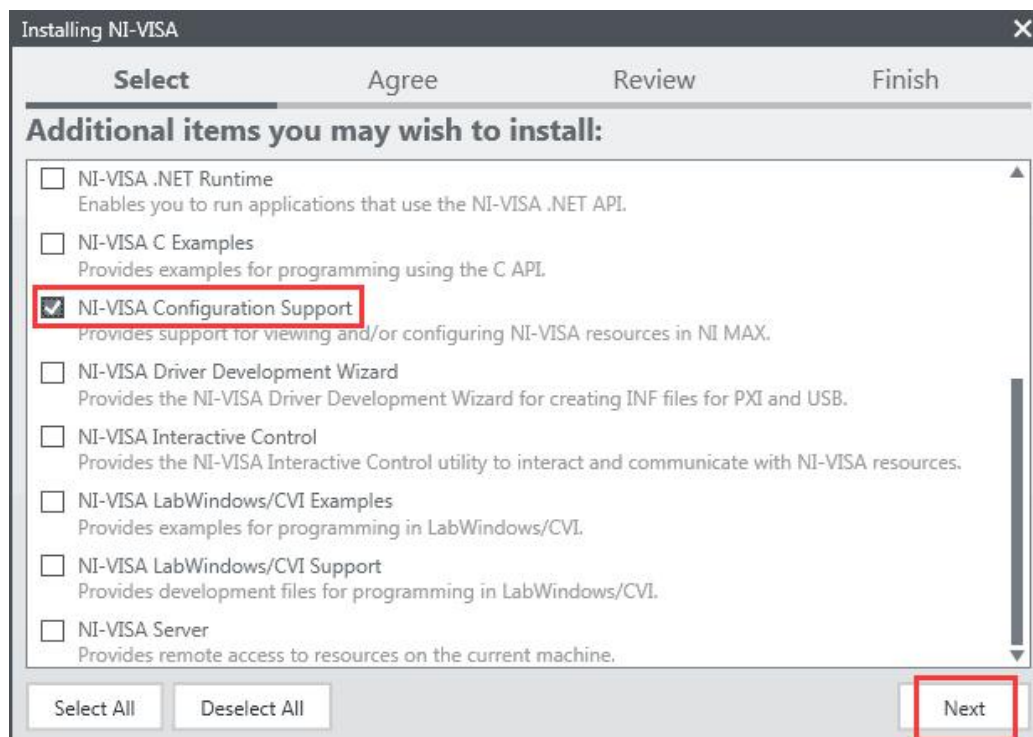 Installing NI-VISA
Select Agree Review Finish
Additional items you may wish to install:
NI-VISA .NET Runtime
Enables you to run applications that use the NI-VISA .NET API.
NI-VISA C Examples
Provides examples for programming using the C API.
NI-VISA Configuration Support
Provides support for viewing and/or configuring NI-VISA resources in NI MAX.
NI-VISA Driver Development Wizard
Provides the NI-VISA Driver Development Wizard for creating INF files for PXI and USB.
NI-VISA Interactive Control
Provides the NI-VISA Interactive Control utility to interact and communicate with NI-VISA resources.
NI-VISA LabWindows/CVI Examples
Provides examples for programming in LabWindows/CVI.
NI-VISA LabWindows/CVI Support
Provides development files for programming in LabWindows/CVI.
NI-VISA Server
Provides remote access to resources on the current machine.
Select All Deselect All Next